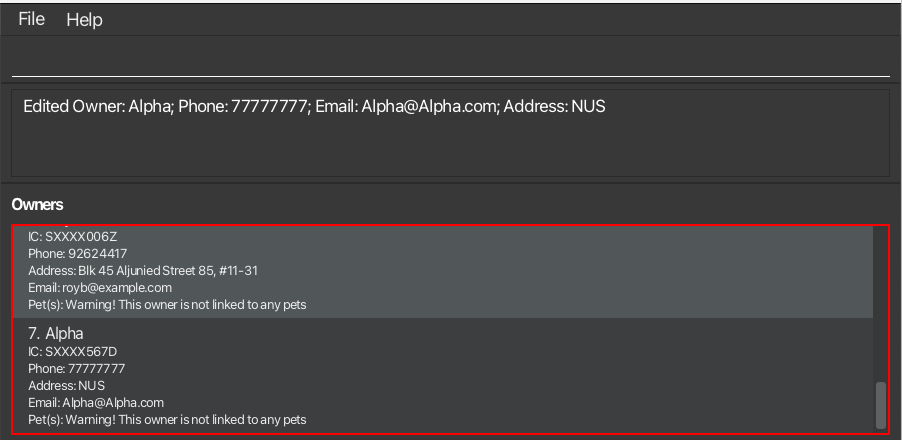 File Help
Edited Owner: Alpha; Phone: 77777777; Email: Alpha@Alpha.com; Address: NUS
Owners
IC: SXXXX006Z
Phone: 92624417
Address: Blk 45 Aljunied Street 85, #11-31
Email: royb@example.com
Pet(s): Warning! This owner is not linked to any pets
7. Alpha
IC: SXXXX567D
Phone: 77777777
Address: NUS
Email: Alpha@Alpha.com
Pet(s): Warning! This owner is not linked to any pets